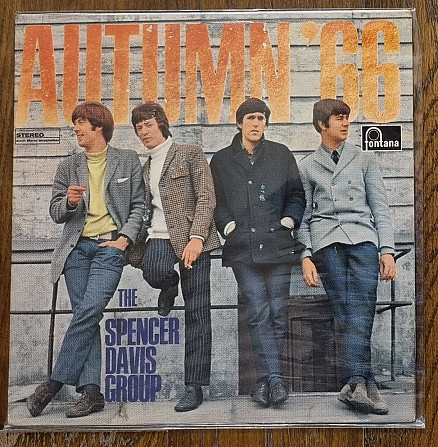 AUTUMN '66
STEREO
fontana
THE
SPENCER
DAVIS
GROUP